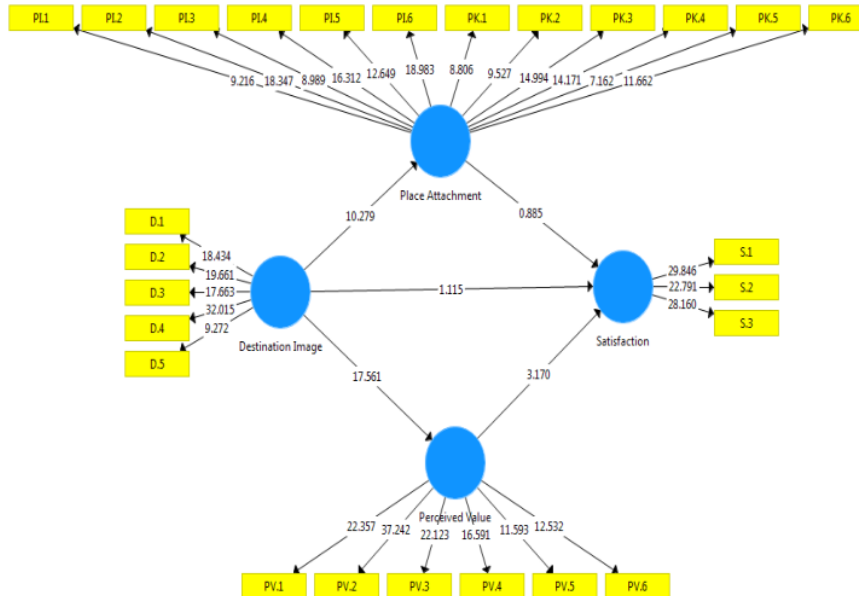 PI.1 PI.2 PI.3 PI.4 PI.5 PI.6 PK.1 PK.2 PK.3 PK.4 PK.5 PK.6
9.216 18.347 8.989 16.312 12.649 18.983 8.806 9.527 14.994 14.171 7.162 11.662
Place Attachment
10.279 0.885
D.1
D.2
D.3
D.4
D.5
18.434
19.661
17.663
32.015
9.272
Destination Image
1.115
S.1
S.2
S.3
29.846
22.791
28.160
Satisfaction
17.561 3.170
Perceived Value
22.357 37.242 22.123 16.591 11.593 12.532
PV.1 PV.2 PV.3 PV.4 PV.5 PV.6